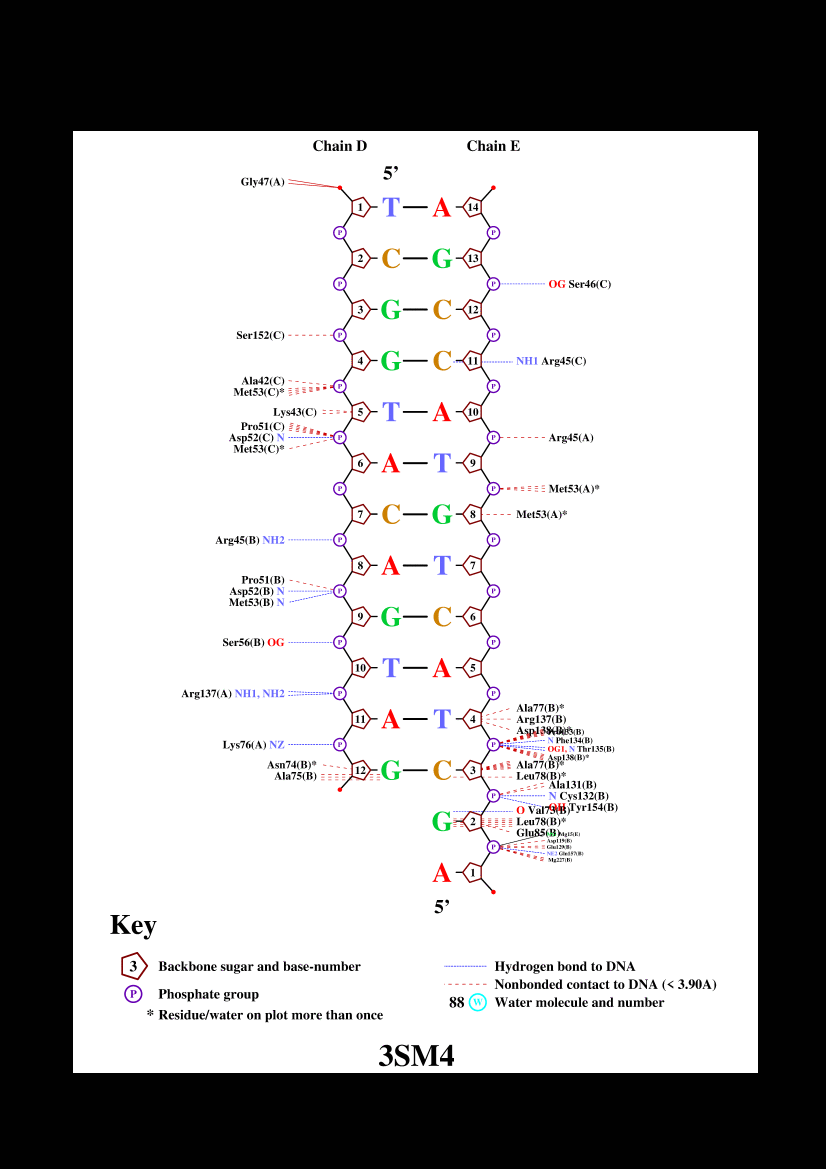 Chain D Chain E
5’
Gly47(A)
1 T A 14
P P
2 C G 13
P P OG Ser46(C)
3 G C 12
Ser152(C) P P
4 G C 11 NH1 Arg45(C)
Ala42(C)
P P
Met53(C)*
Lys43(C) 5 T A 10
Pro51(C)
Asp52(C) N P P Arg45(A)
Met53(C)*
6 A T 9
P P Met53(A)*
7 C G 8 Met53(A)*
Arg45(B) NH2 P P
8 A T 7
Pro51(B)
Asp52(B) N P P
Met53(B) N
9 G C 6
Ser56(B) OG P P
10 T A 5
Arg137(A) NH1, NH2 P P
Ala77(B)*
11 A T 4 Arg137(B)
Asp138(B)*
Lys76(A) NZ P P N Phe134(B)
OG1, N Thr135(B)
Asp138(B)*
Asn74(B)* Ala77(B)*
12 G C 3
Ala75(B) Leu78(B)*
Ala131(B)
P N Cys132(B)
OH Tyr154(B)
O Val73(B)
G 2 Leu78(B)*
Glu85(B)
Mg15(E)
Asp119(B)
P Glu129(B)
NE2 Gln157(B)
Mg227(B)
A 1
5’
Key
3 Backbone sugar and base-number
P Phosphate group
* Residue/water on plot more than once
Hydrogen bond to DNA
Nonbonded contact to DNA (< 3.90A)
88 W Water molecule and number
3SM4